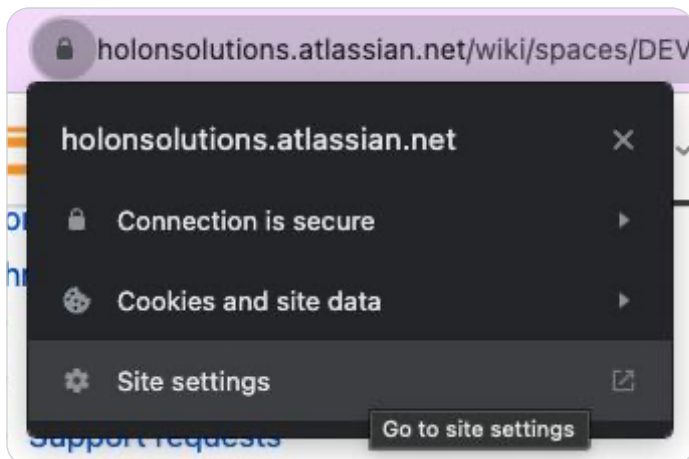 holonsolutions.atlassian.net/wiki/spaces/DEV
holonsolutions.atlassian.net
Connection is secure
Cookies and site data
Site settings
Go to site settings
Support requests